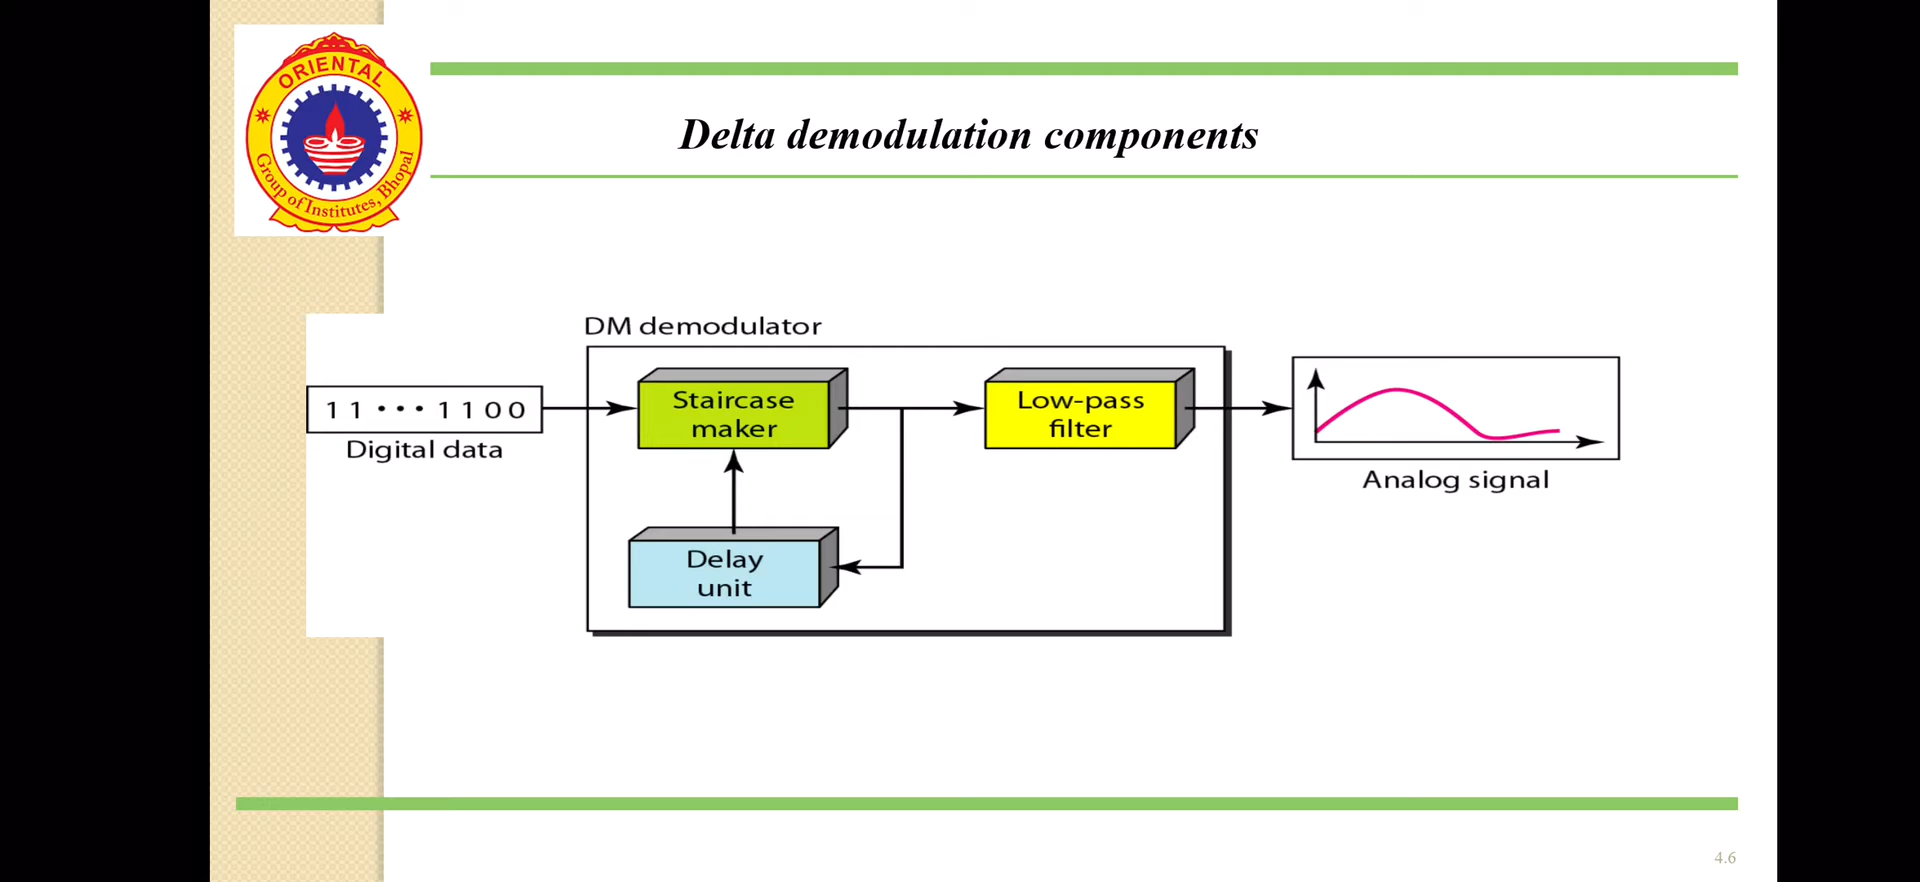 ORIENTAL
Group of Institutes, Bhopal
Delta demodulation components
DM demodulator
1 1 • • • 1 1 0 0
Digital data
Staircase
maker
Low-pass
filter
Delay
unit
Analog signal
4.6